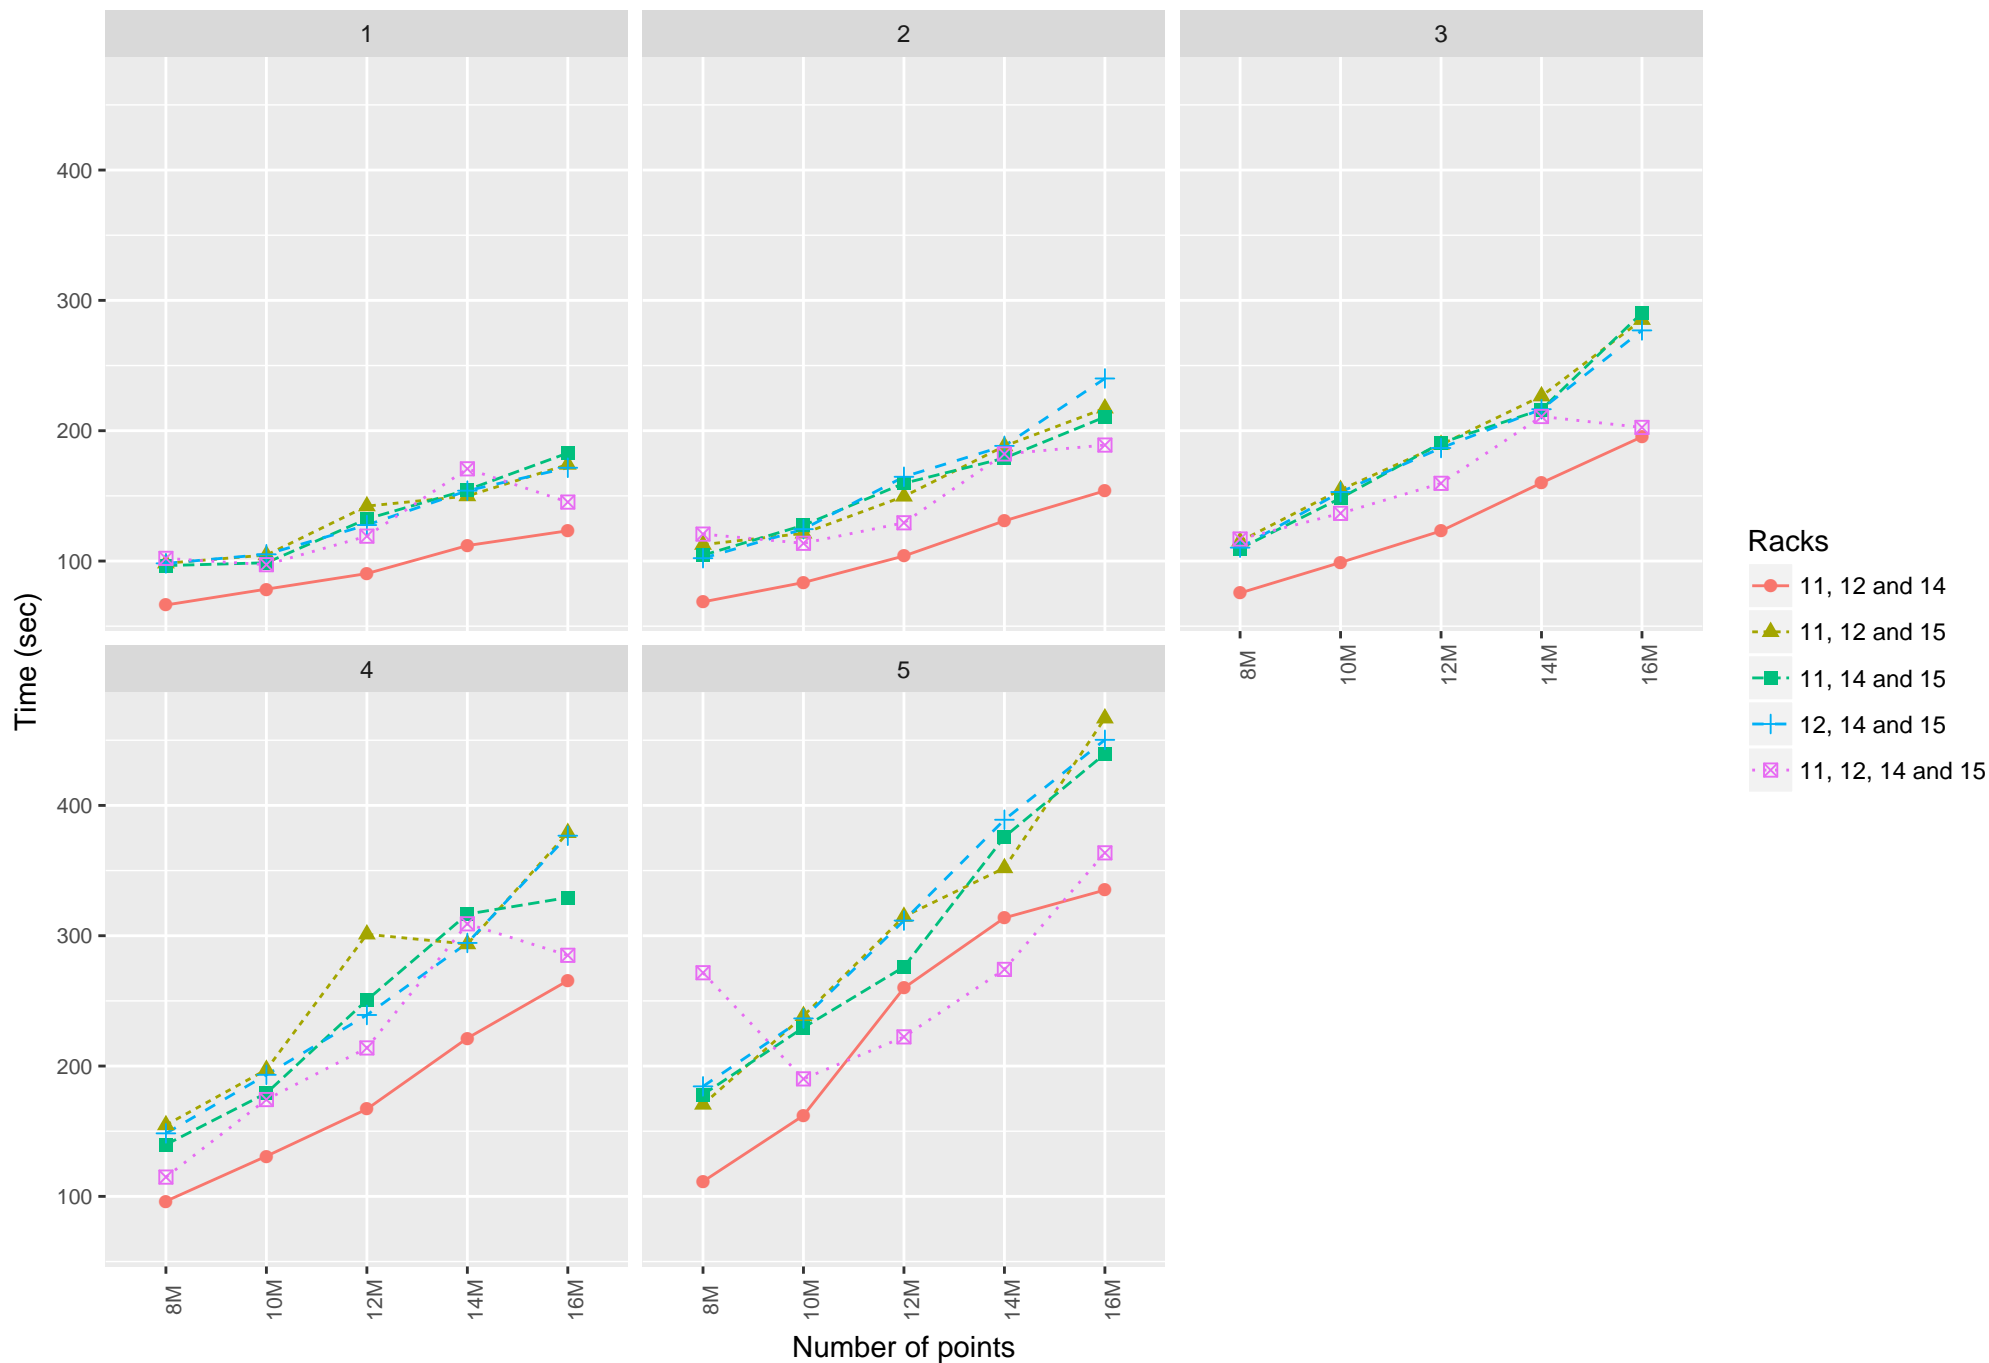 1
2
3
400
300
200
100
Time (sec)
8M
10M
12M
14M
16M
4
5
400
300
200
100
8M
10M
12M
14M
16M
8M
10M
12M
14M
16M
Number of points
Racks
11, 12 and 14
11, 12 and 15
11, 14 and 15
12, 14 and 15
11, 12, 14 and 15